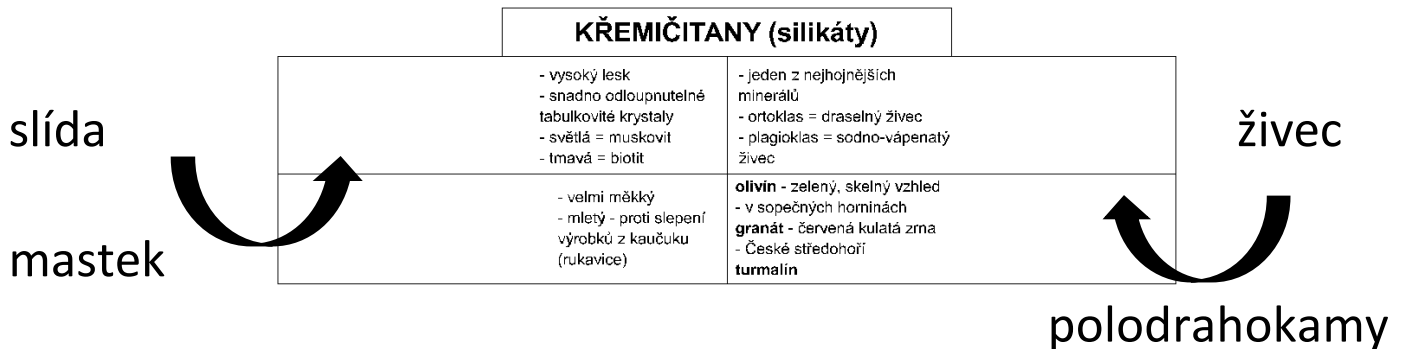 KŘEMIČITANY (silikáty)
slída
- vysoký lesk
- snadno odloupnutelné
tabulkovité krystaly
- světlá = muskovit
- tmavá = biotit
- jeden z nejhojnějších
minerálů
- ortoklas = draselný živec
- plagioklas = sodno-vápenatý
živec
živec
mastek
- velmi měkký
- mletý - proti slepení
výrobků z kaučuku
(rukavice)
olivín - zelený, skelný vzhled
- v sopečných horninách
granát - červená kulatá zrna
- České středohoří
turmalín
polodrahokamy